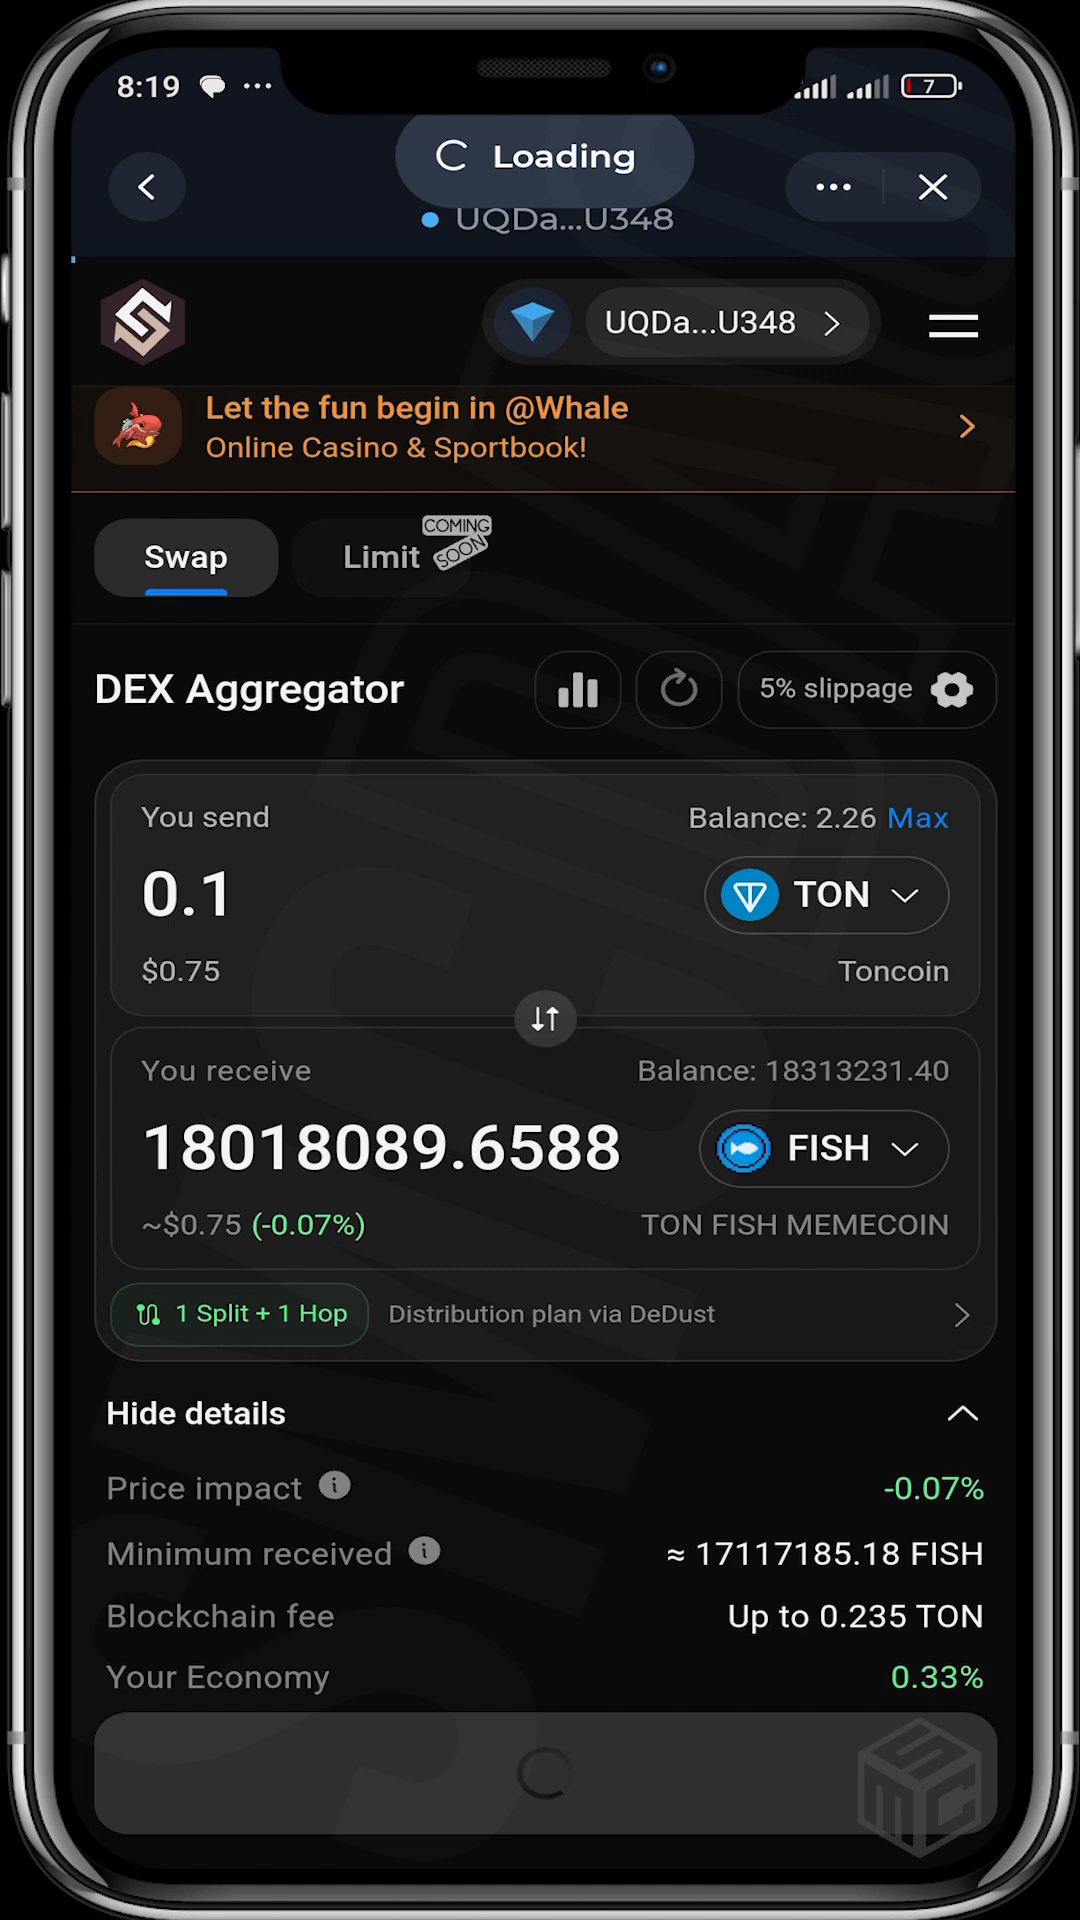 8:19
7
Loading
UQDa...U348
UQDa...U348
Let the fun begin in @Whale
Online Casino & Sportbook!
Swap
Limit
COMING
SOON
DEX Aggregator
5% slippage
You send
Balance: 2.26 Max
0.1
TON
$0.75
Toncoin
You receive
Balance: 18313231.40
18018089.6588
FISH
~$0.75 (-0.07%)
TON FISH MEMECOIN
1 Split + 1 Hop
Distribution plan via DeDust
Hide details
Price impact
-0.07%
Minimum received
≈ 17117185.18 FISH
Blockchain fee
Up to 0.235 TON
Your Economy
0.33%